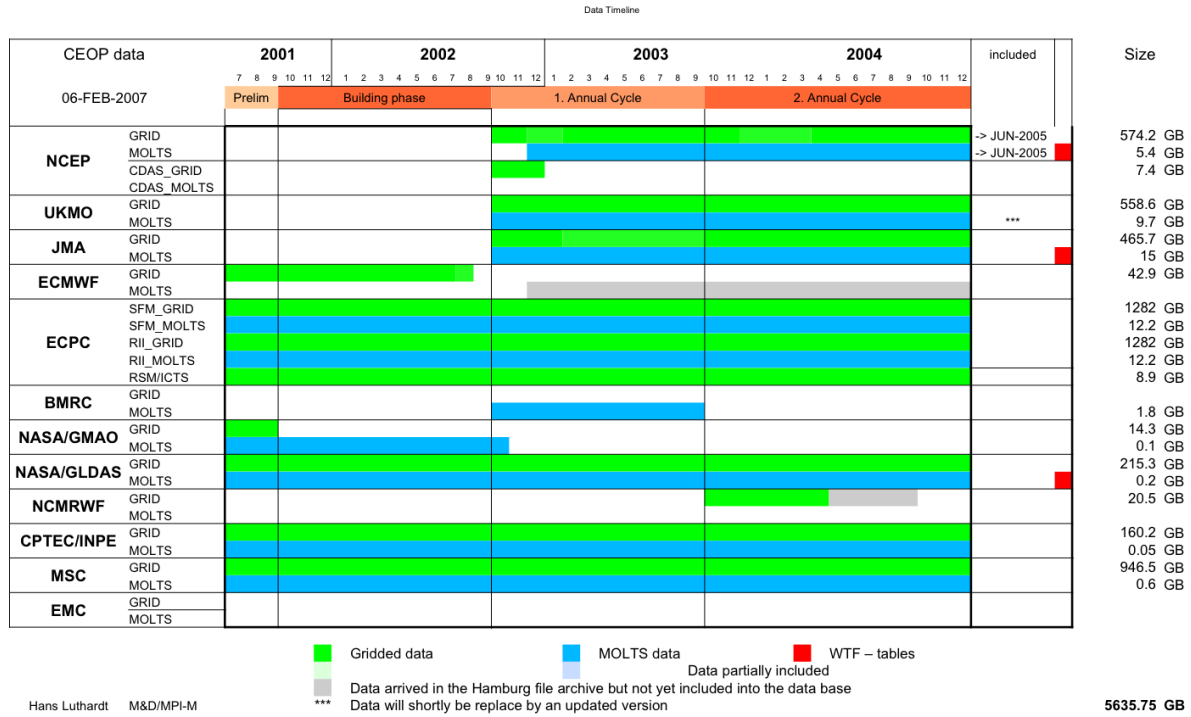 Data Timeline
CEOP data 2001 2002 2003 2004 included Size
7 8 9 10 11 12 1 2 3 4 5 6 7 8 9 10 11 12 1 2 3 4 5 6 7 8 9 10 11 12 1 2 3 4 5 6 7 8 9 10 11 12
06-FEB-2007 Prelim Building phase 1. Annual Cycle 2. Annual Cycle
NCEP
GRID -> JUN-2005 574.2 GB
MOLTS -> JUN-2005 5.4 GB
CDAS_GRID 7.4 GB
CDAS_MOLTS
UKMO
GRID 558.6 GB
MOLTS *** 9.7 GB
JMA
GRID 465.7 GB
MOLTS 15 GB
ECMWF
GRID 42.9 GB
MOLTS
ECPC
SFM_GRID 1282 GB
SFM_MOLTS 12.2 GB
RII_GRID 1282 GB
RII_MOLTS 12.2 GB
RSM/ICTS 8.9 GB
BMRC
GRID
MOLTS 1.8 GB
NASA/GMAO
GRID 14.3 GB
MOLTS 0.1 GB
NASA/GLDAS
GRID 215.3 GB
MOLTS 0.2 GB
NCMRWF
GRID 20.5 GB
MOLTS
CPTEC/INPE
GRID 160.2 GB
MOLTS 0.05 GB
MSC
GRID 946.5 GB
MOLTS 0.6 GB
EMC
GRID
MOLTS
Gridded data MOLTS data WTF – tables
Data partially included
Data arrived in the Hamburg file archive but not yet included into the data base
*** Data will shortly be replace by an updated version
Hans Luthardt M&D/MPI-M 5635.75 GB